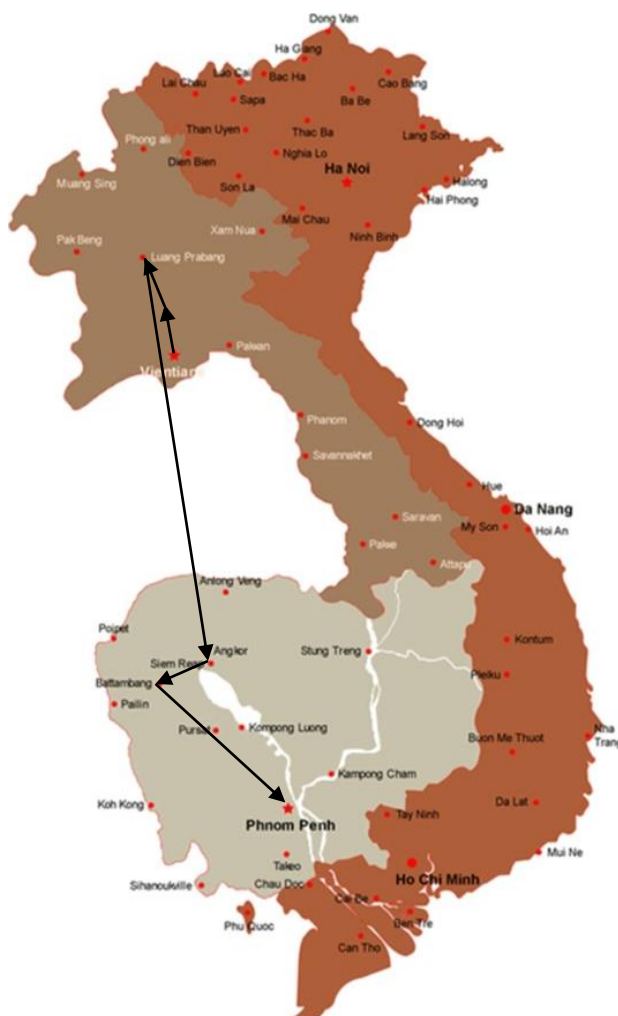 Dong Van
Ha Giang
Lao Cai
Bac Ha
Cao Bang
Lai Chau
Sapa
Ba Be
Than Uyen
Thac Ba
Lang Son
Phong ali
Dien Bien
Nghia Lo
Ha Noi
Halong
Muang Sing
Son La
Hai Phong
Mai Chau
Xam Nua
Ninh Binh
Pak Beng
Luang Prabang
Paksan
Vientiane
Phanom
Dong Hoi
Savannakhet
Hue
Da Nang
Saravan
My Son
Hoi An
Pakse
Attapu
Anlong Veng
Poipet
Angkor
Kontum
Siem Reap
Stung Treng
Battambang
Pleiku
Pailin
Pursat
Kompong Luong
Nha
Trang
Buon Me Thuot
Kampong Cham
Koh Kong
Da Lat
Phnom Penh
Tay Ninh
Mui Ne
Takeo
Sihanoukville
Chau Doc
Ho Chi Minh
Cai Be
Phu Quoc
Ben Tre
Can Tho